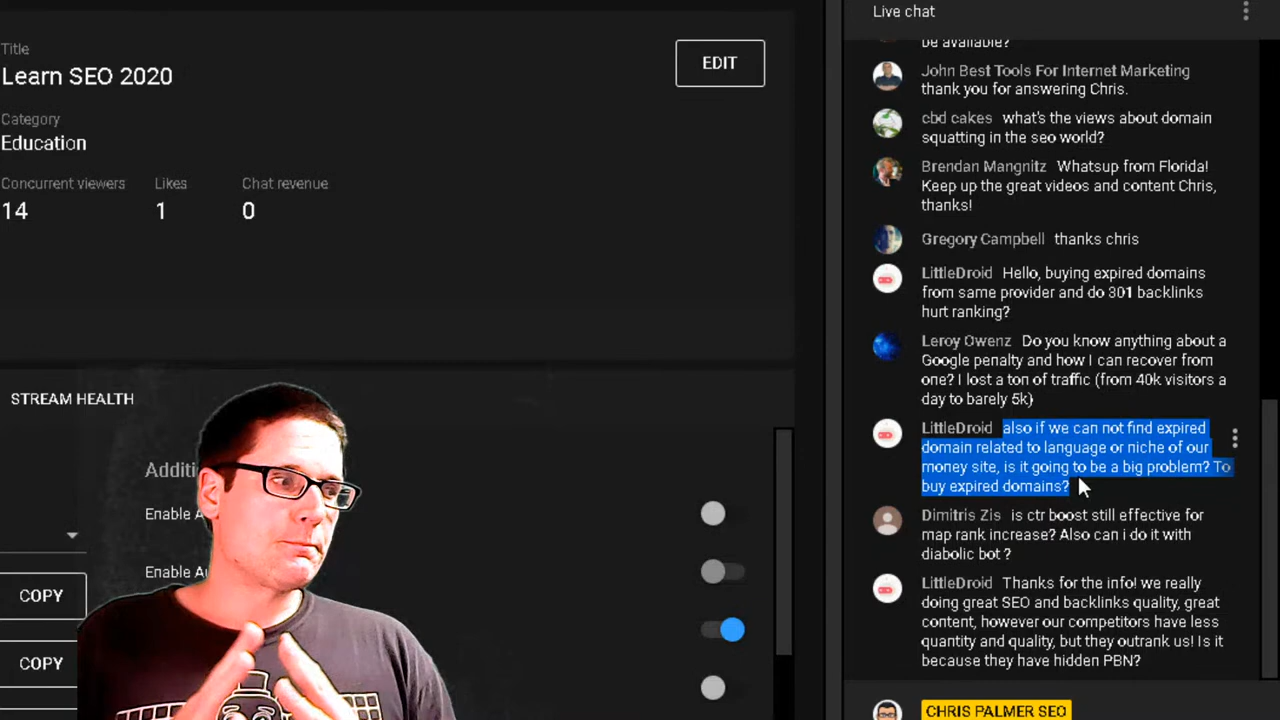 Title
Learn SEO 2020
EDIT
Category
Education
Concurrent viewers
Likes
Chat revenue
14
1
0
STREAM HEALTH
Enable
Enable
COPY
COPY
Live chat
be available?
John Best Tools For Internet Marketing
thank you for answering Chris.
cbd cakes what's the views about domain
squatting in the seo world?
Brendan Mangnitz Whatsup from Florida!
Keep up the great videos and content Chris,
thanks!
Gregory Campbell thanks chris
LittleDroid Hello, buying expired domains
from same provider and do 301 backlinks
hurt ranking?
Leroy Owenz Do you know anything about a
Google penalty and how I can recover from
one? I lost a ton of traffic (from 40k visitors a
day to barely 5k)
LittleDroid also if we can not find expired
domain related to language or niche of our
money site, is it going to be a big problem? To
buy expired domains?
Dimitris Zis is ctr boost still effective for
map rank increase? Also can i do it with
diabolic bot ?
LittleDroid Thanks for the info! we really
doing great SEO and backlinks quality, great
content, however our competitors have less
quantity and quality, but they outrank us! Is it
because they have hidden PBN?
CHRIS PALMER SEO